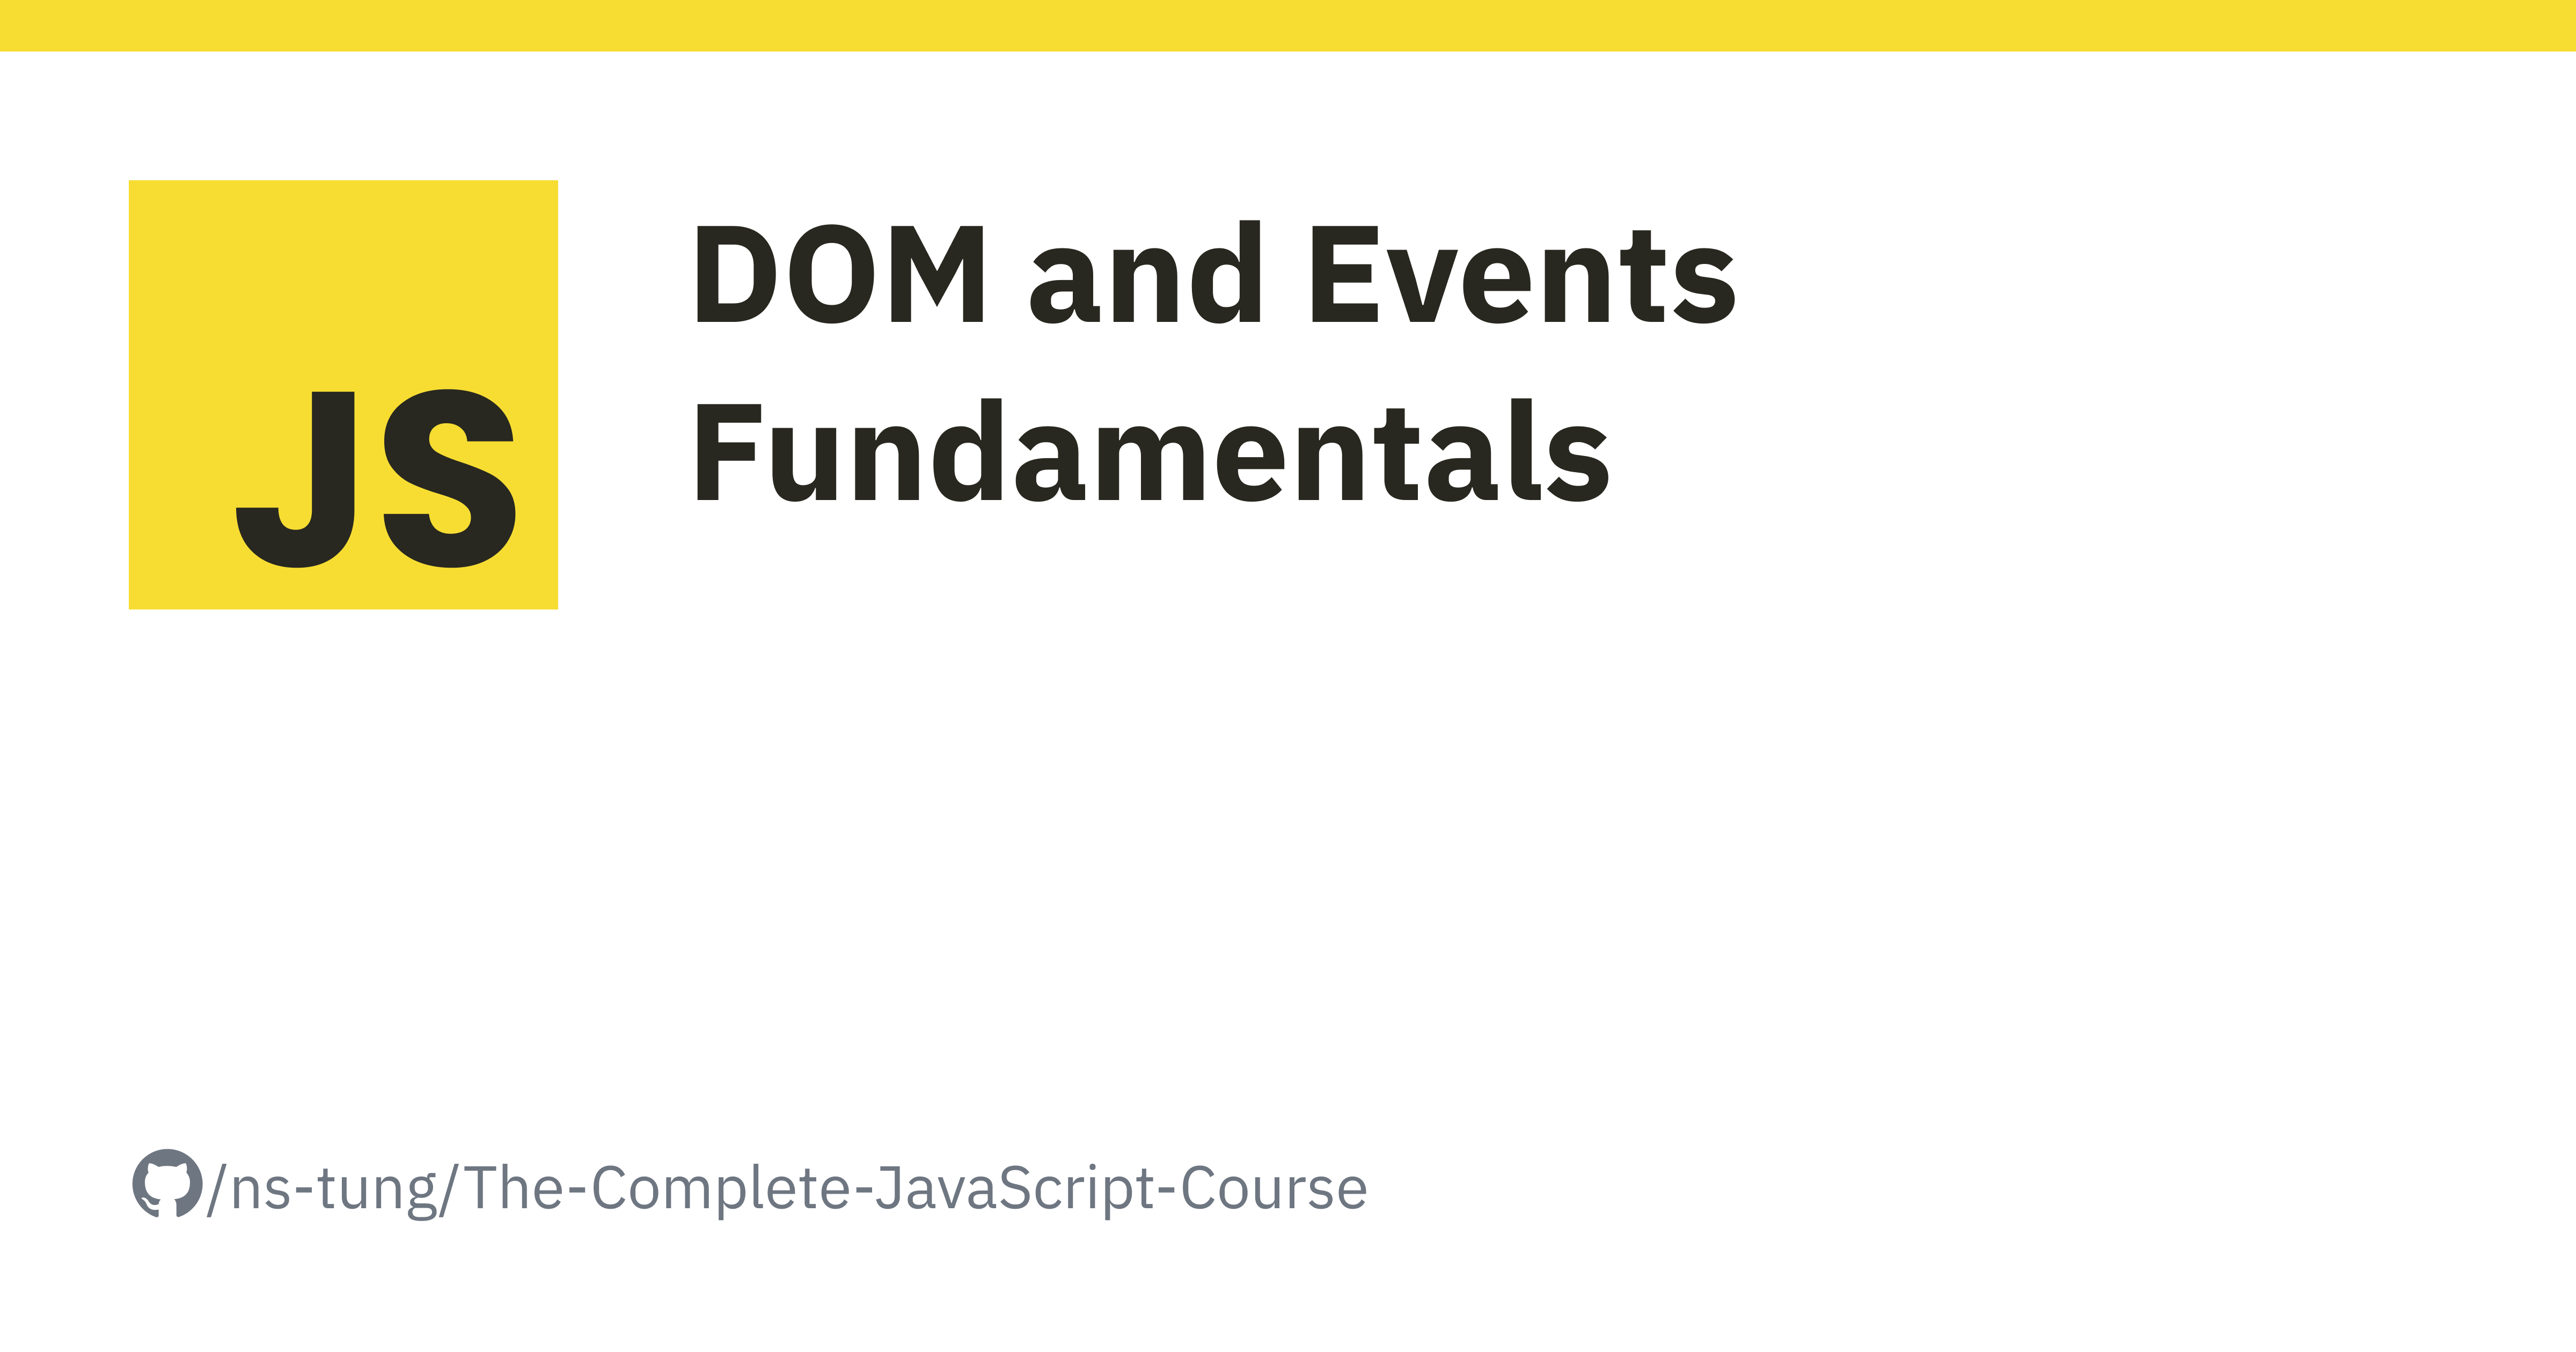 JS
DOM and Events
Fundamentals
/ns-tung/The-Complete-JavaScript-Course